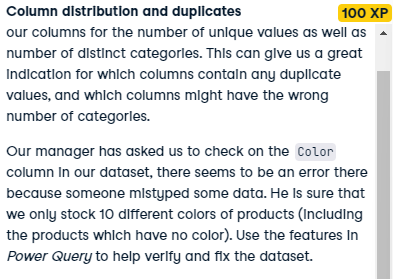 Column distribution and duplicates
100 XP
our columns for the number of unique values as well as
number of distinct categories. This can give us a great
indication for which columns contain any duplicate
values, and which columns might have the wrong
number of categories.
Our manager has asked us to check on the Color
column in our dataset, there seems to be an error there
because someone mistyped some data. He is sure that
we only stock 10 different colors of products (including
the products which have no color). Use the features in
Power Query to help verify and fix the dataset.